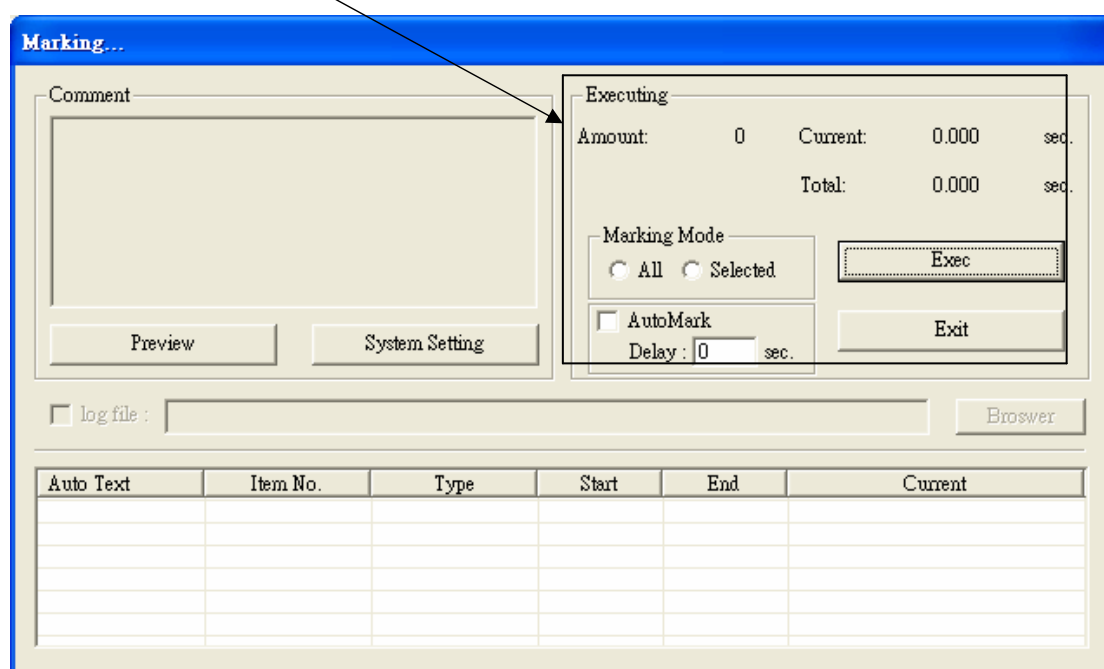 Marking...
Comment
Preview
System Setting
Executing
Amount: 0 Current: 0.000 sec.
Total: 0.000 sec.
Marking Mode
All Selected
Exec
AutoMark
Delay : 0 sec.
Exit
log file :
Broswer
Auto Text Item No. Type Start End Current